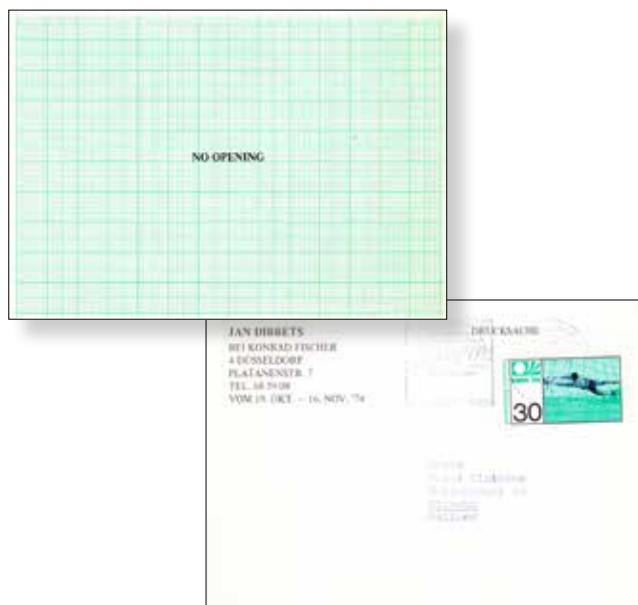 NO OPENING
JAN DIBBETS
BEI KONRAD FISCHER
4 DÜSSELDORF
PLATANENSTR. 7
TEL. 68 59 08
VOM 19. OKT. – 16. NOV. '74
DRUCKSACHE
30